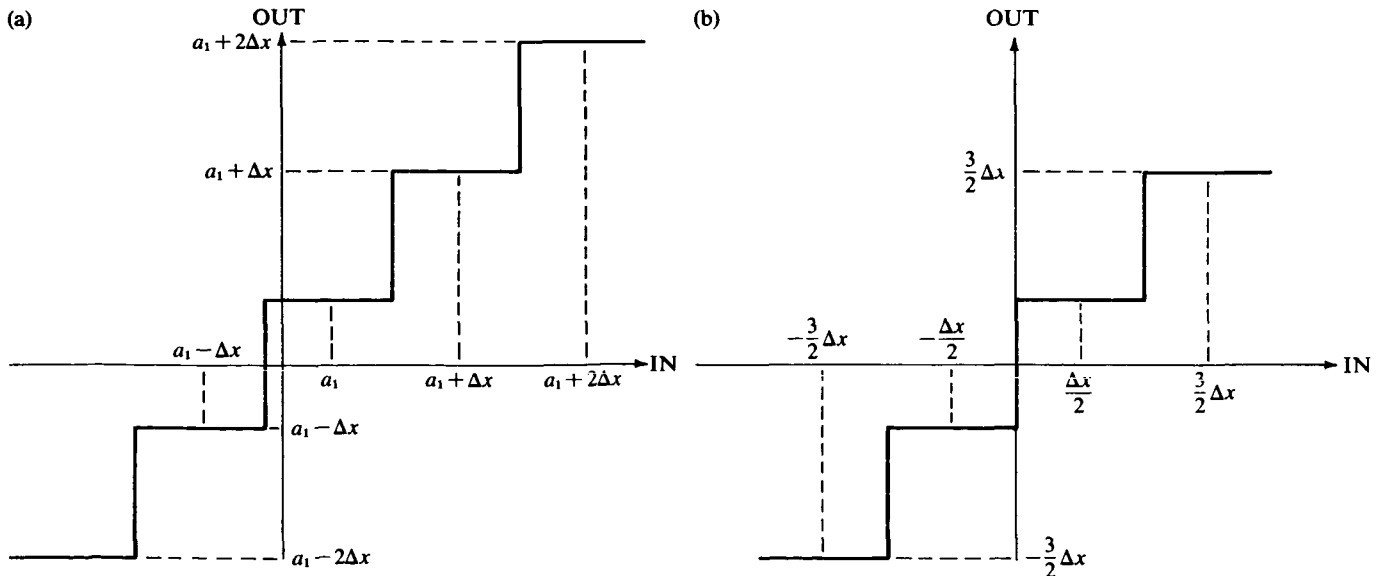 (a)
OUT
a₁ + 2Δx
a₁ + Δx
a₁ − Δx
IN
a₁
a₁ + Δx
a₁ + 2Δx
a₁ − Δx
a₁ − 2Δx
(b)
OUT
3/2 Δx
−3/2 Δx
−Δx/2
IN
Δx/2
3/2 Δx
−3/2 Δx